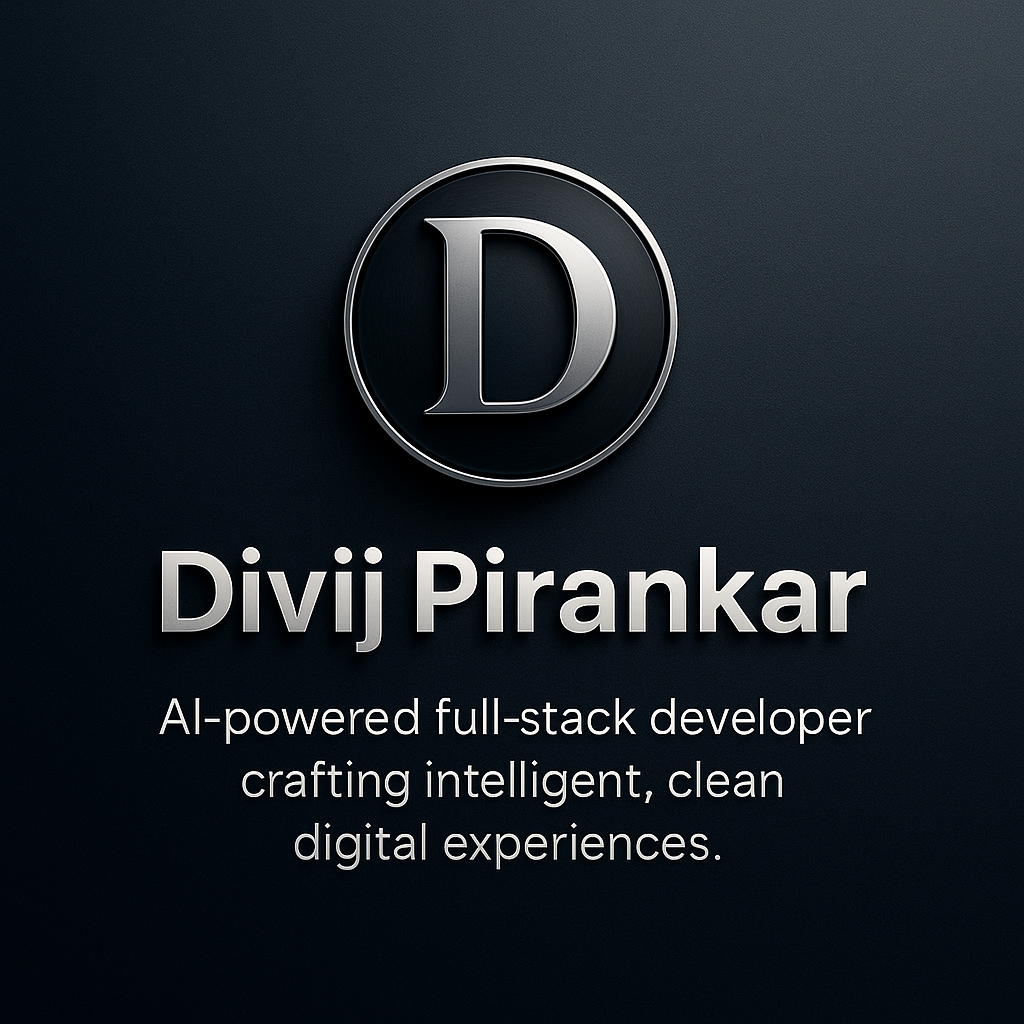 D
Divij Pirankar
AI-powered full-stack developer
crafting intelligent, clean
digital experiences.